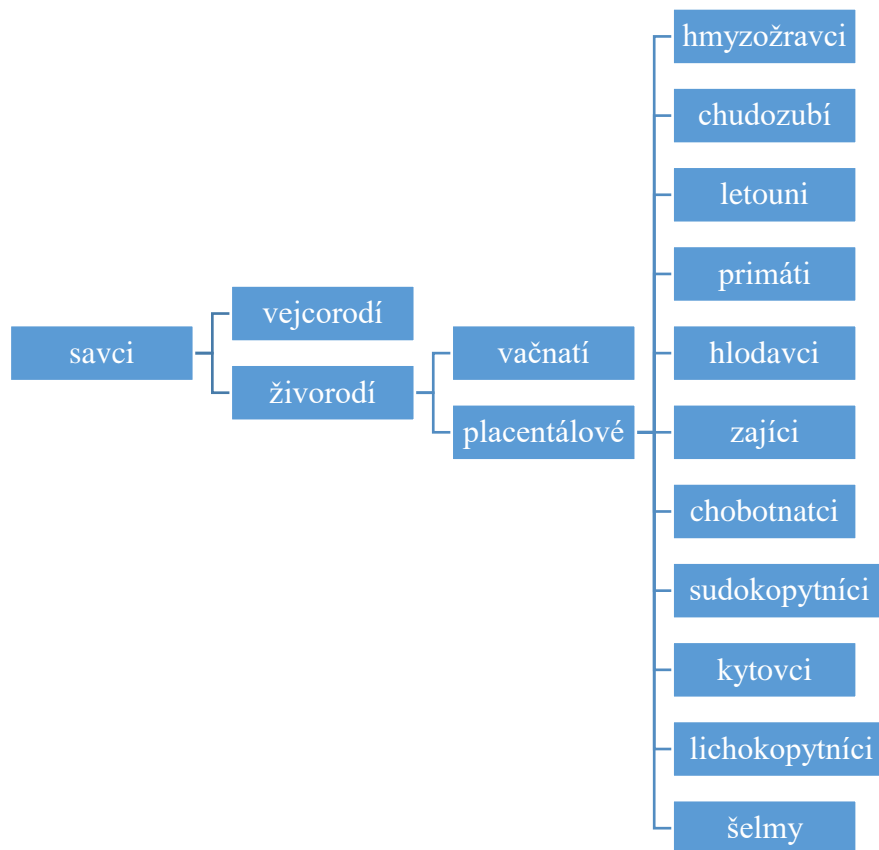 savci
vejcorodí
živorodí
vačnatí
placentálové
hmyzožravci
chudozubí
letouni
primáti
hlodavci
zajíci
chobotnatci
sudokopytníci
kytovci
lichokopytníci
šelmy